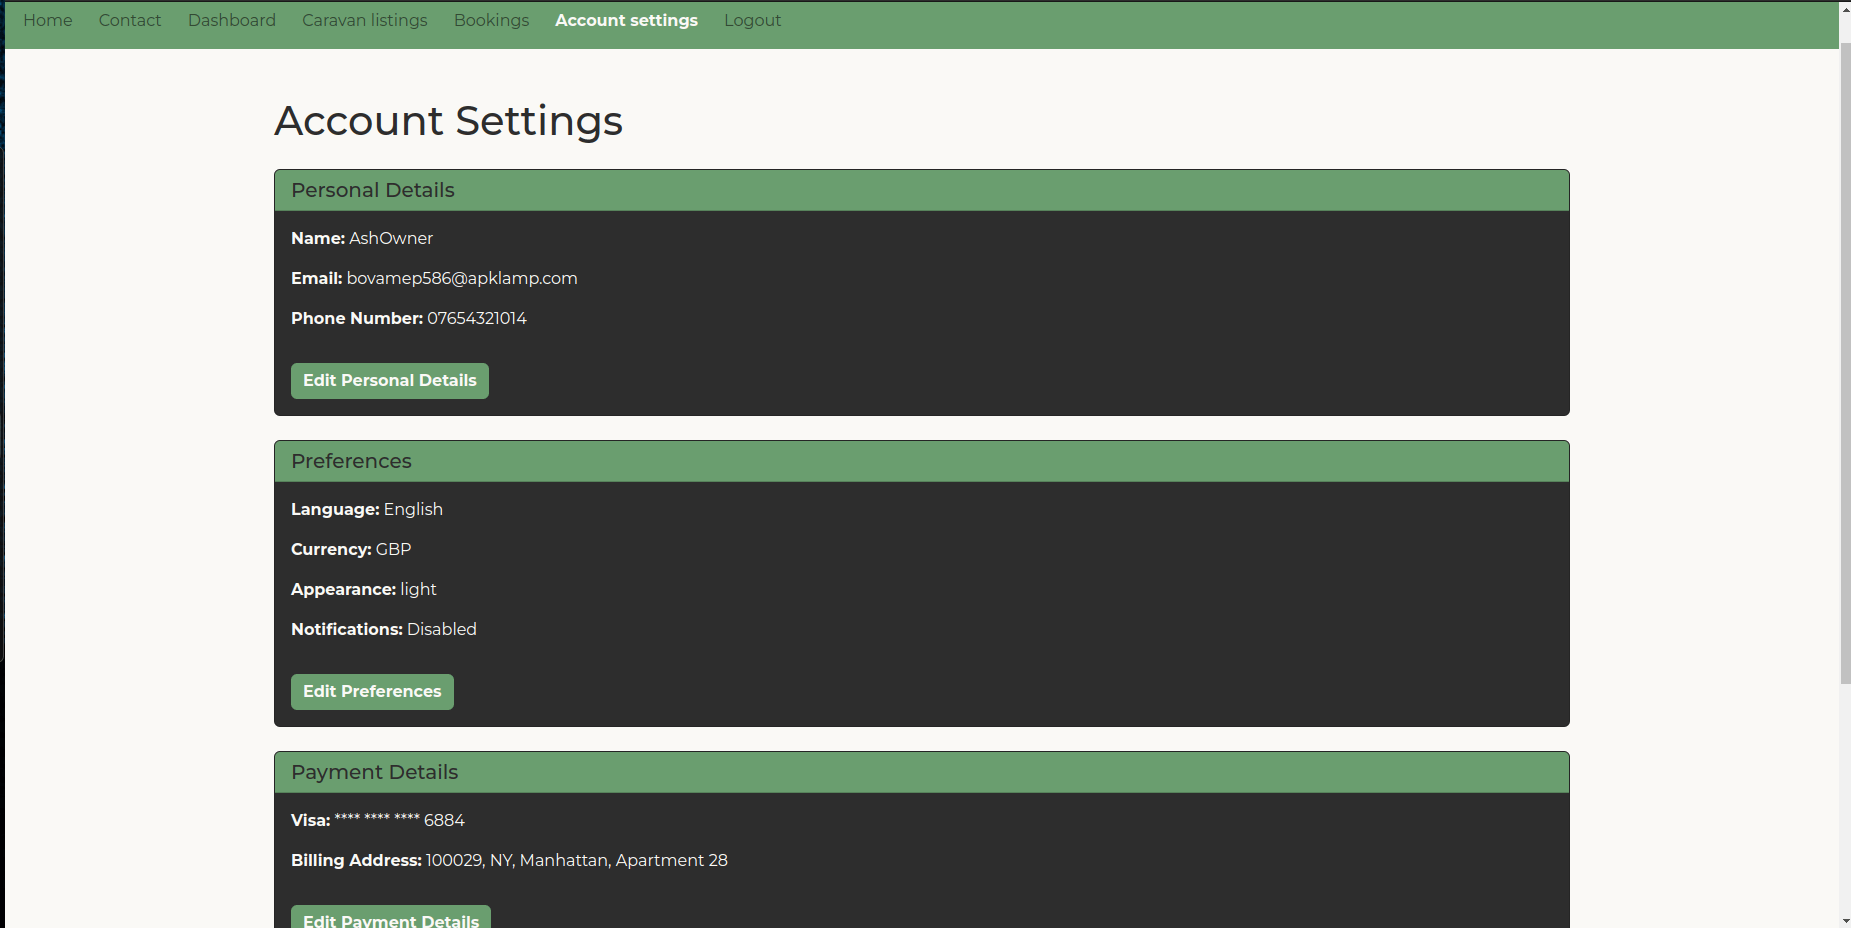 Home Contact Dashboard Caravan listings Bookings Account settings Logout
Account Settings
Personal Details
Name: AshOwner
Email: bovamep586@apklamp.com
Phone Number: 07654321014
Edit Personal Details
Preferences
Language: English
Currency: GBP
Appearance: light
Notifications: Disabled
Edit Preferences
Payment Details
Visa: **** **** **** 6884
Billing Address: 100029, NY, Manhattan, Apartment 28
Edit Payment Details